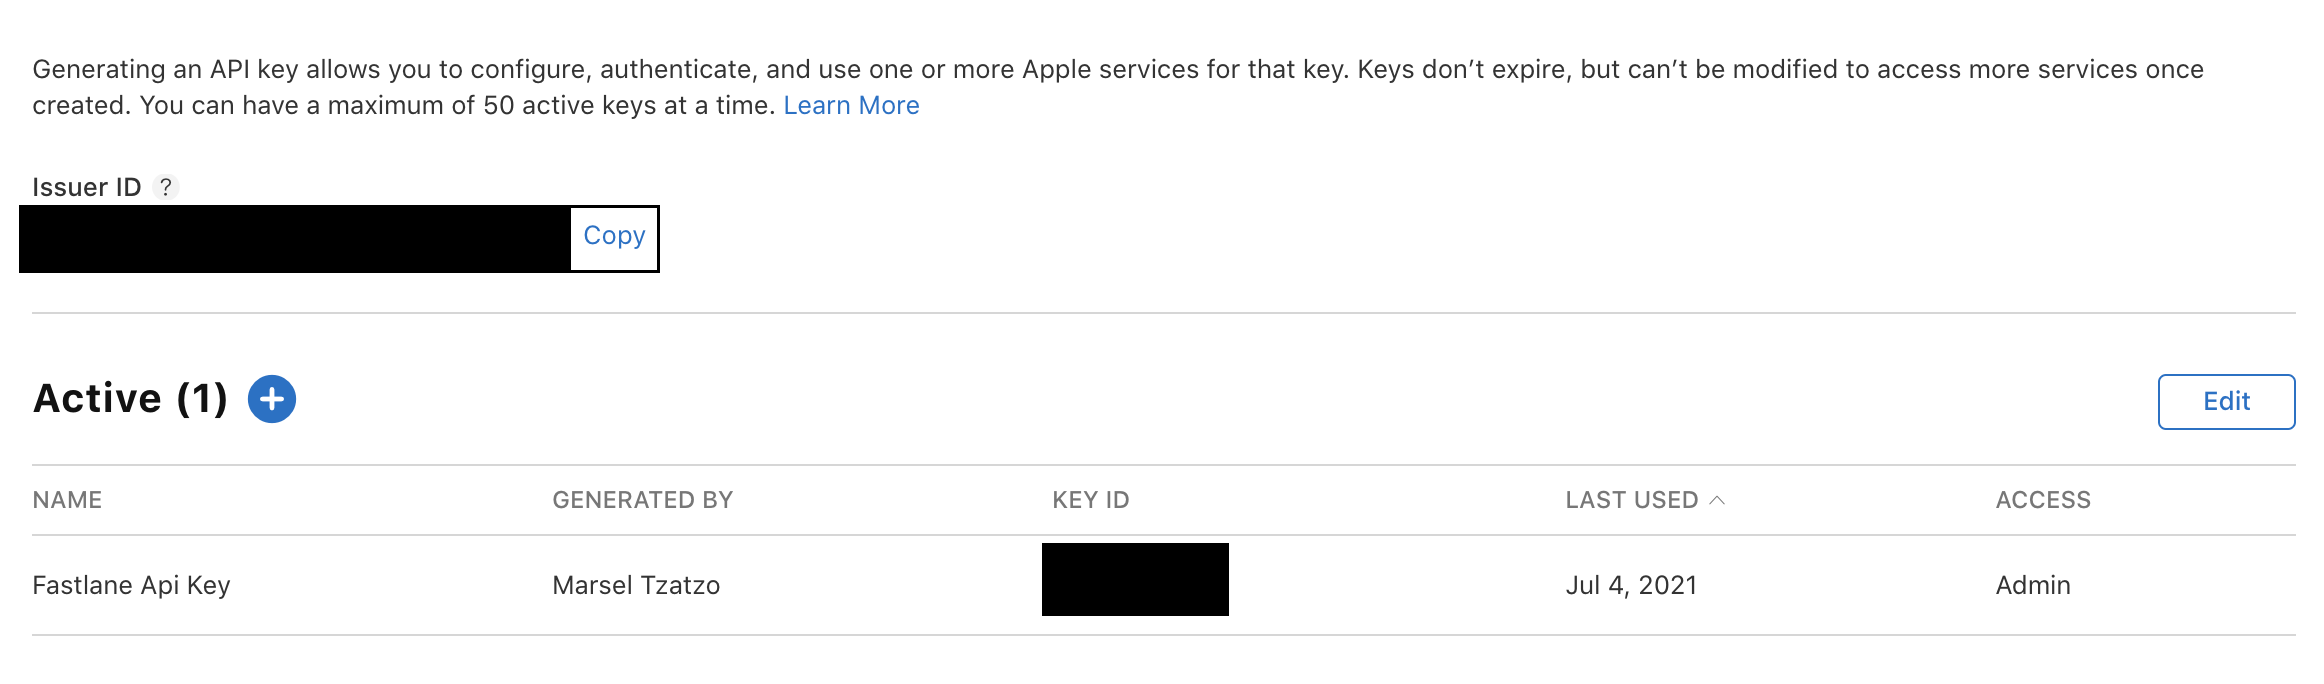 Generating an API key allows you to configure, authenticate, and use one or more Apple services for that key. Keys don’t expire, but can’t be modified to access more services once
created. You can have a maximum of 50 active keys at a time. Learn More
Issuer ID ?
Copy
Active (1)
Edit
NAME GENERATED BY KEY ID LAST USED ACCESS
Fastlane Api Key Marsel Tzatzo Jul 4, 2021 Admin